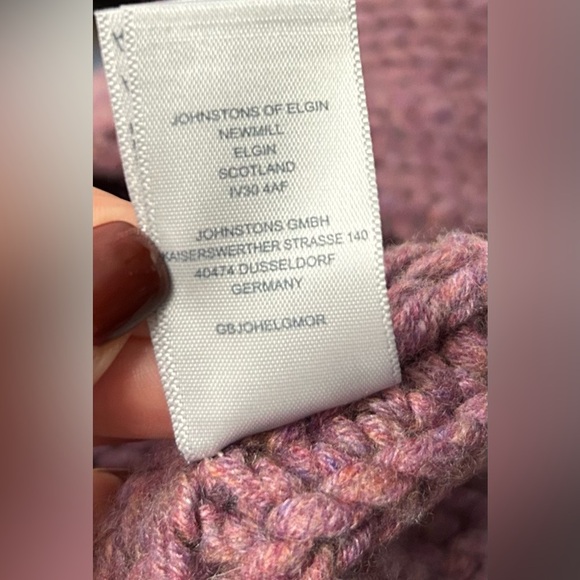 JOHNSTONS OF ELGIN
NEWMILL
ELGIN
SCOTLAND
IV30 4AF
JOHNSTONS GMBH
KAISERSWERTHER STRASSE 140
40474 DUSSELDORF
GERMANY
GBJOHELGMOR